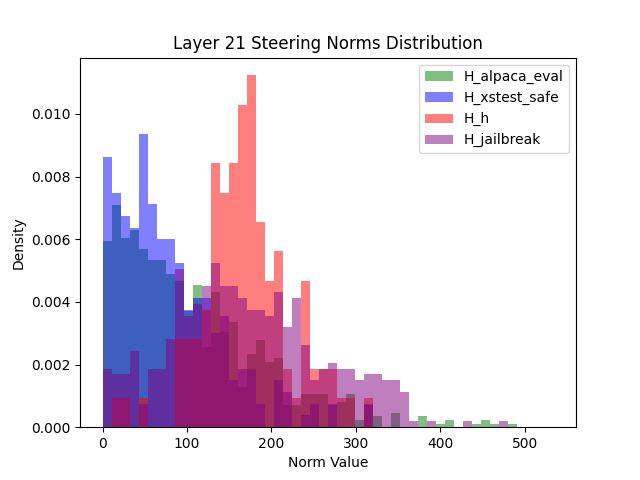 Layer 21 Steering Norms Distribution
H_alpaca_eval
H_xstest_safe
H_h
H_jailbreak
Density
0.010
0.008
0.006
0.004
0.002
0.000
0
100
200
300
400
500
Norm Value